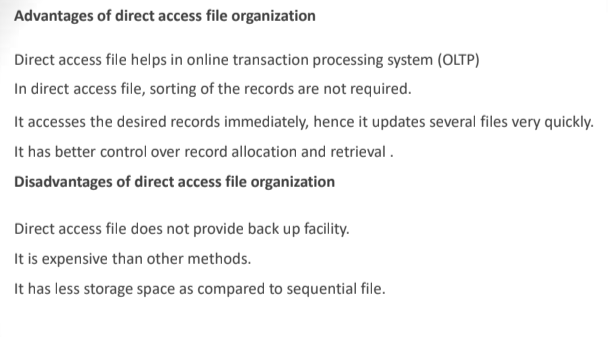 Advantages of direct access file organization
Direct access file helps in online transaction processing system (OLTP)
In direct access file, sorting of the records are not required.
It accesses the desired records immediately, hence it updates several files very quickly.
It has better control over record allocation and retrieval .
Disadvantages of direct access file organization
Direct access file does not provide back up facility.
It is expensive than other methods.
It has less storage space as compared to sequential file.